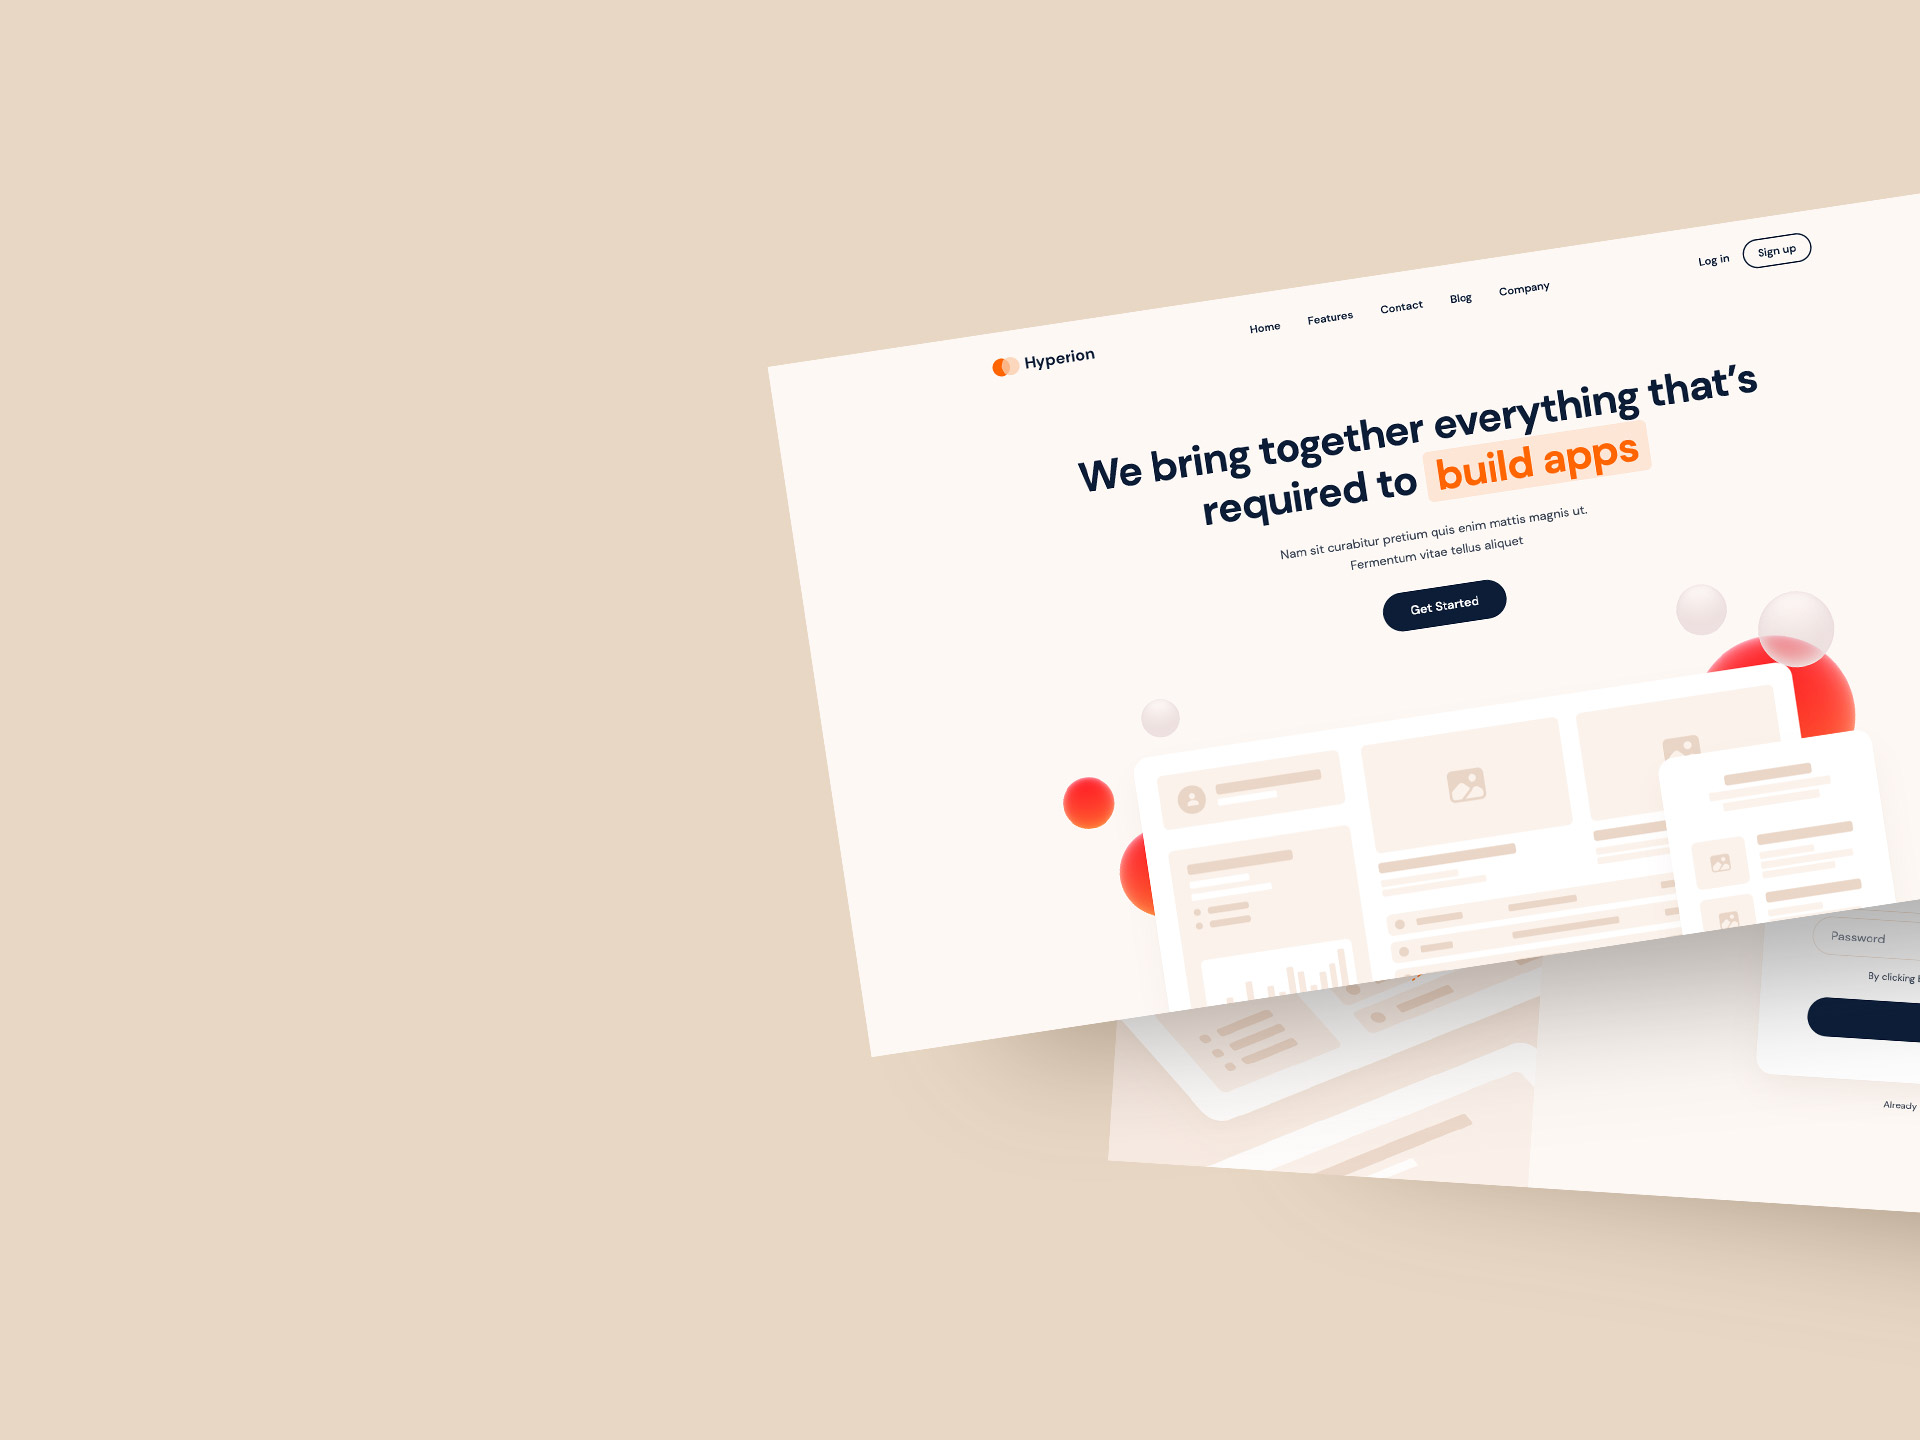 Hyperion
Home Features Contact Blog Company
Log in Sign up
We bring together everything that's
required to build apps
Nam sit curabitur pretium quis enim mattis magnis ut.
Fermentum vitae tellus aliquet
Get Started
Password
By clicking
Already